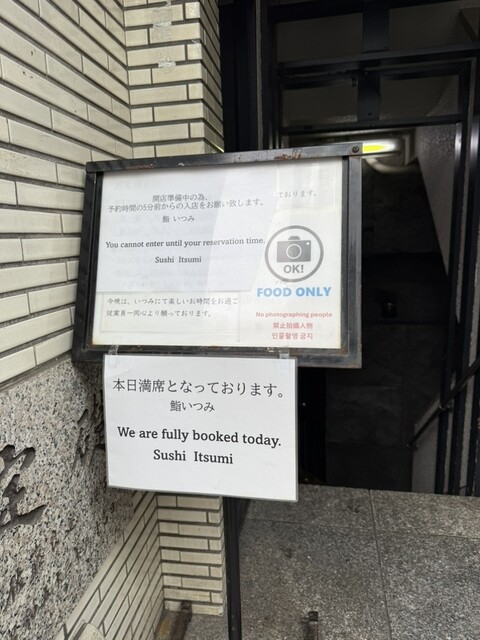 開店準備中の為、
予約時間の5分前からの入店をお願い致します。
ております。
鮨 いつみ
You cannot enter until your reservation time.
Sushi Itsumi
OK!
FOOD ONLY
No photographing people
禁止拍攝人物
인물촬영 금지
今晩は、いつみにて楽しいお時間をお過ご
従業員一同心より願っております。
本日満席となっております。
鮨いつみ
We are fully booked today.
Sushi Itsumi